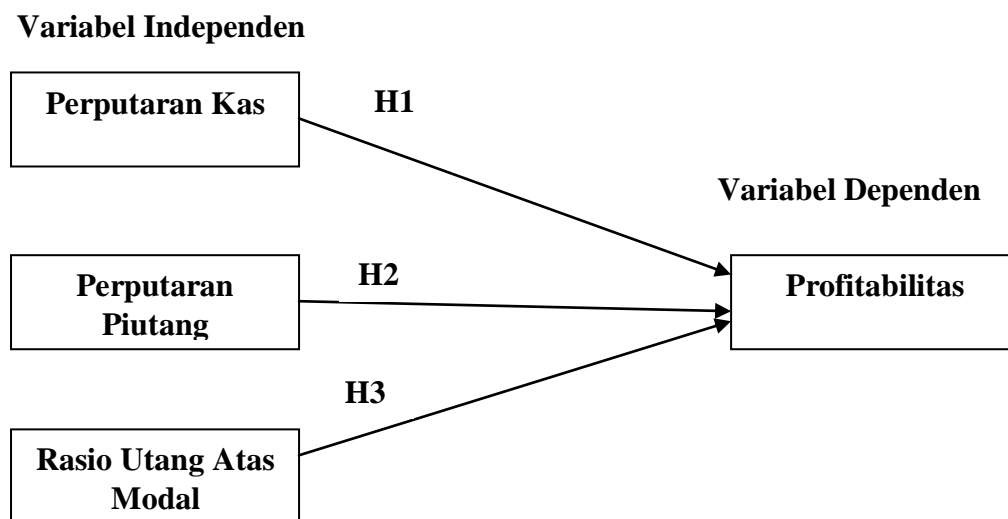 Variabel Independen
Perputaran Kas
H1
Variabel Dependen
Perputaran
Piutang
H2
Profitabilitas
H3
Rasio Utang Atas
Modal